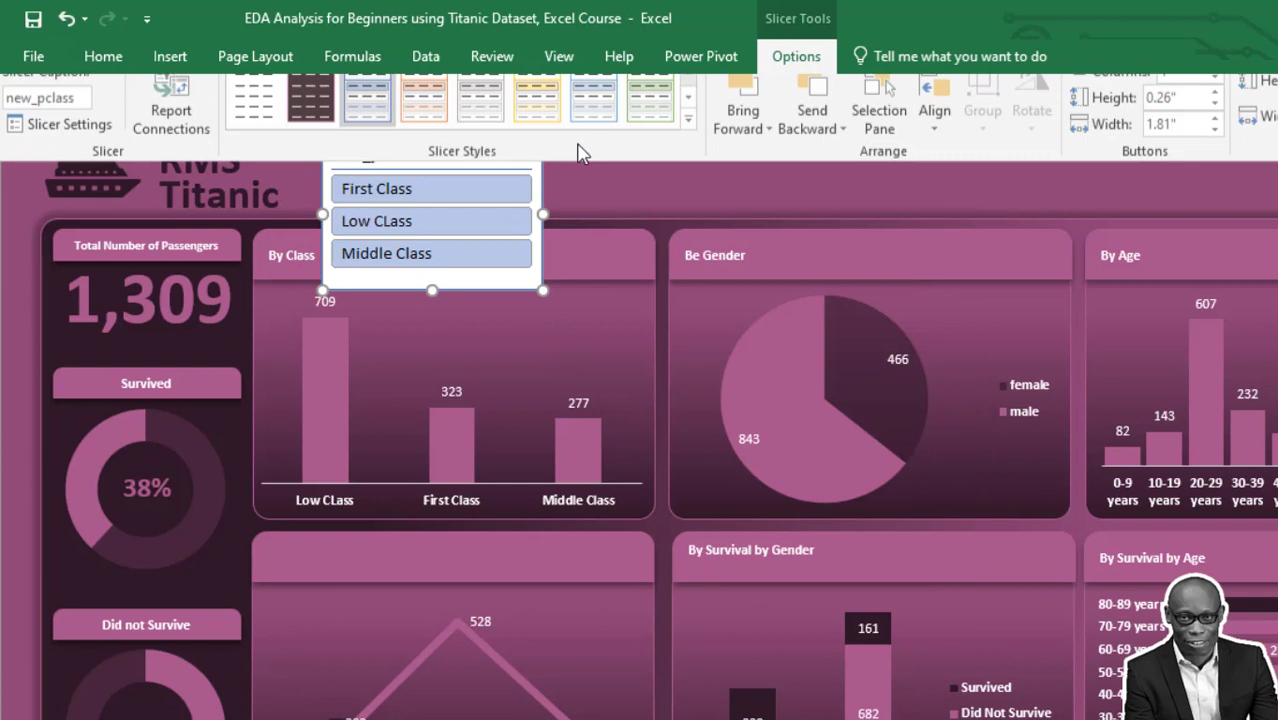 EDA Analysis for Beginners using Titanic Dataset, Excel Course - Excel
Slicer Tools
File
Home
Insert
Page Layout
Formulas
Data
Review
View
Help
Power Pivot
Options
Tell me what you want to do
Slicer Caption:
new_pclass
Slicer Settings
Report
Connections
Slicer
Slicer Styles
Bring
Forward
Send
Backward
Selection
Pane
Align
Group
Rotate
Arrange
Columns:
Height:
0.26"
Width:
1.81"
Buttons
RMS
Titanic
First Class
Low CLass
Middle Class
Total Number of Passengers
1,309
Survived
38%
Did not Survive
By Class
709
323
277
Low CLass
First Class
Middle Class
Be Gender
466
843
female
male
By Age
607
232
143
82
0-9
years
10-19
years
20-29
years
30-39
years
528
By Survival by Gender
161
682
Survived
Did Not Survive
By Survival by Age
80-89 years
70-79
60-69